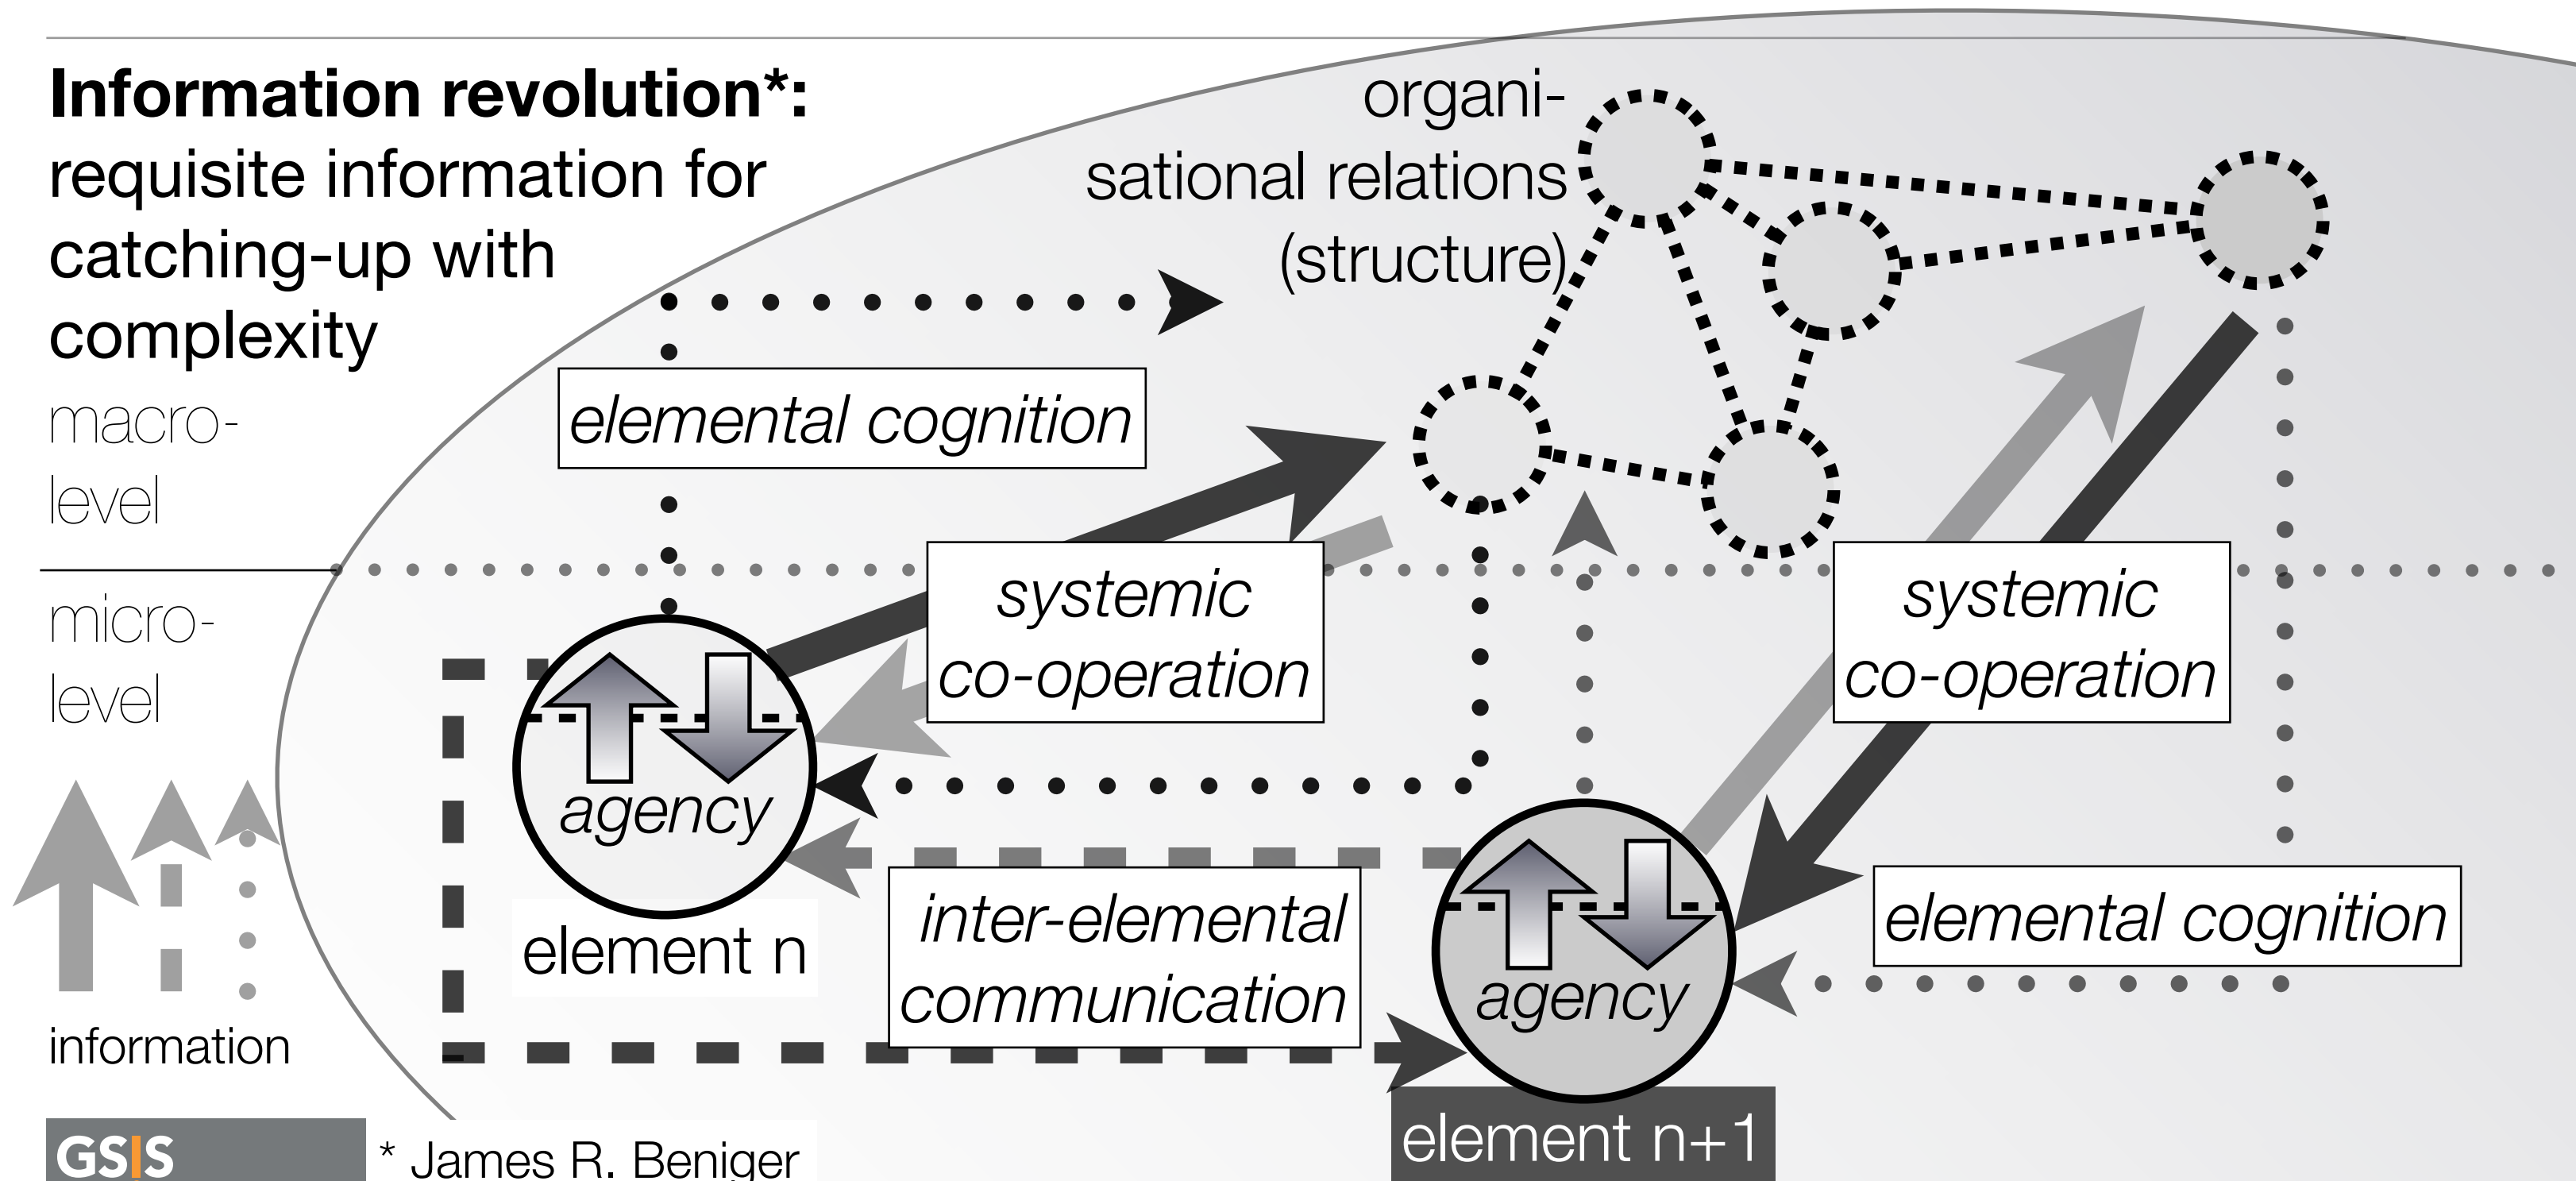 Information revolution*:
requisite information for
catching-up with
complexity
macro-
level
micro-
level
information
organi-
sational relations
(structure)
elemental cognition
systemic
co-operation
systemic
co-operation
agency
element n
inter-elemental
communication
agency
element n+1
elemental cognition
GSIS
* James R. Beniger